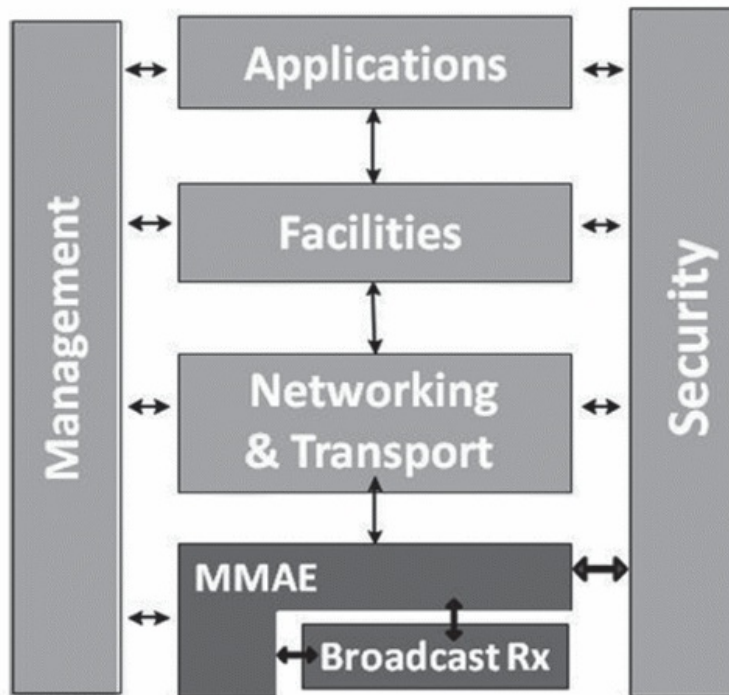 Applications
Management
Facilities
Security
Networking
& Transport
MMAE
Broadcast Rx